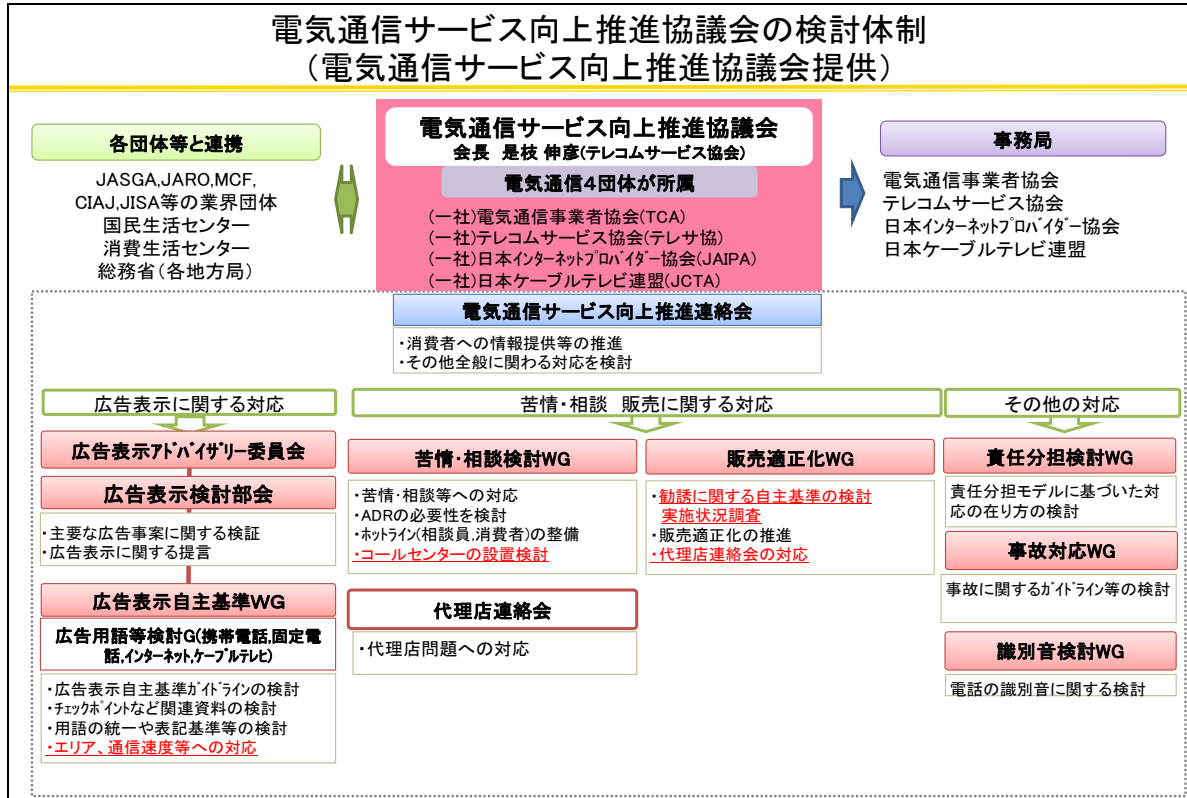 電気通信サービス向上推進協議会の検討体制
（電気通信サービス向上推進協議会提供）
各団体等と連携
JASGA,JARO,MCF,
CIAJ,JISA等の業界団体
国民生活センター
消費生活センター
総務省（各地方局）
電気通信サービス向上推進協議会
会長 是枝 伸彦(テレコムサービス協会)
電気通信４団体が所属
(一社)電気通信事業者協会(TCA)
(一社)テレコムサービス協会(テレサ協)
(一社)日本インターネットプロバイダー協会(JAIPA)
(一社)日本ケーブルテレビ連盟(JCTA)
事務局
電気通信事業者協会
テレコムサービス協会
日本インターネットプロバイダー協会
日本ケーブルテレビ連盟
電気通信サービス向上推進連絡会
・消費者への情報提供等の推進
・その他全般に関わる対応を検討
広告表示に関する対応
広告表示アドバイザリー委員会
広告表示検討部会
・主要な広告事案に関する検証
・広告表示に関する提言
広告表示自主基準WG
広告用語等検討G(携帯電話,固定電
話,インターネット,ケーブルテレビ)
・広告表示自主基準ガイドラインの検討
・チェックポイントなど関連資料の検討
・用語の統一や表記基準等の検討
・エリア、通信速度等への対応
苦情・相談 販売に関する対応
苦情・相談検討WG
・苦情・相談等への対応
・ADRの必要性を検討
・ホットライン(相談員,消費者)の整備
・コールセンターの設置検討
代理店連絡会
・代理店問題への対応
販売適正化WG
・勧誘に関する自主基準の検討
実施状況調査
・販売適正化の推進
・代理店連絡会の対応
その他の対応
責任分担検討WG
責任分担モデルに基づいた対
応の在り方の検討
事故対応WG
事故に関するガイドライン等の検討
識別音検討WG
電話の識別音に関する検討